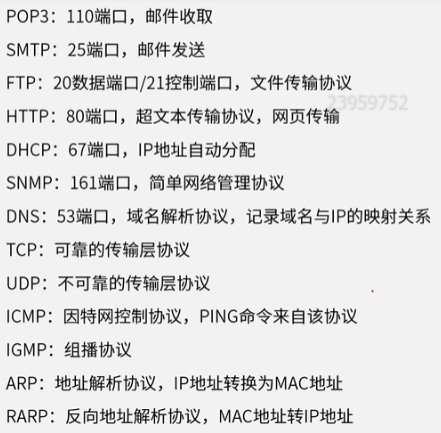 POP3：110端口，邮件收取
SMTP：25端口，邮件发送
FTP：20数据端口/21控制端口，文件传输协议
23959752
HTTP：80端口，超文本传输协议，网页传输
DHCP：67端口，IP地址自动分配
SNMP：161端口，简单网络管理协议
DNS：53端口，域名解析协议，记录域名与IP的映射关系
TCP：可靠的传输层协议
UDP：不可靠的传输层协议
ICMP：因特网控制协议，PING命令来自该协议
IGMP：组播协议
ARP：地址解析协议，IP地址转换为MAC地址
RARP：反向地址解析协议，MAC地址转IP地址